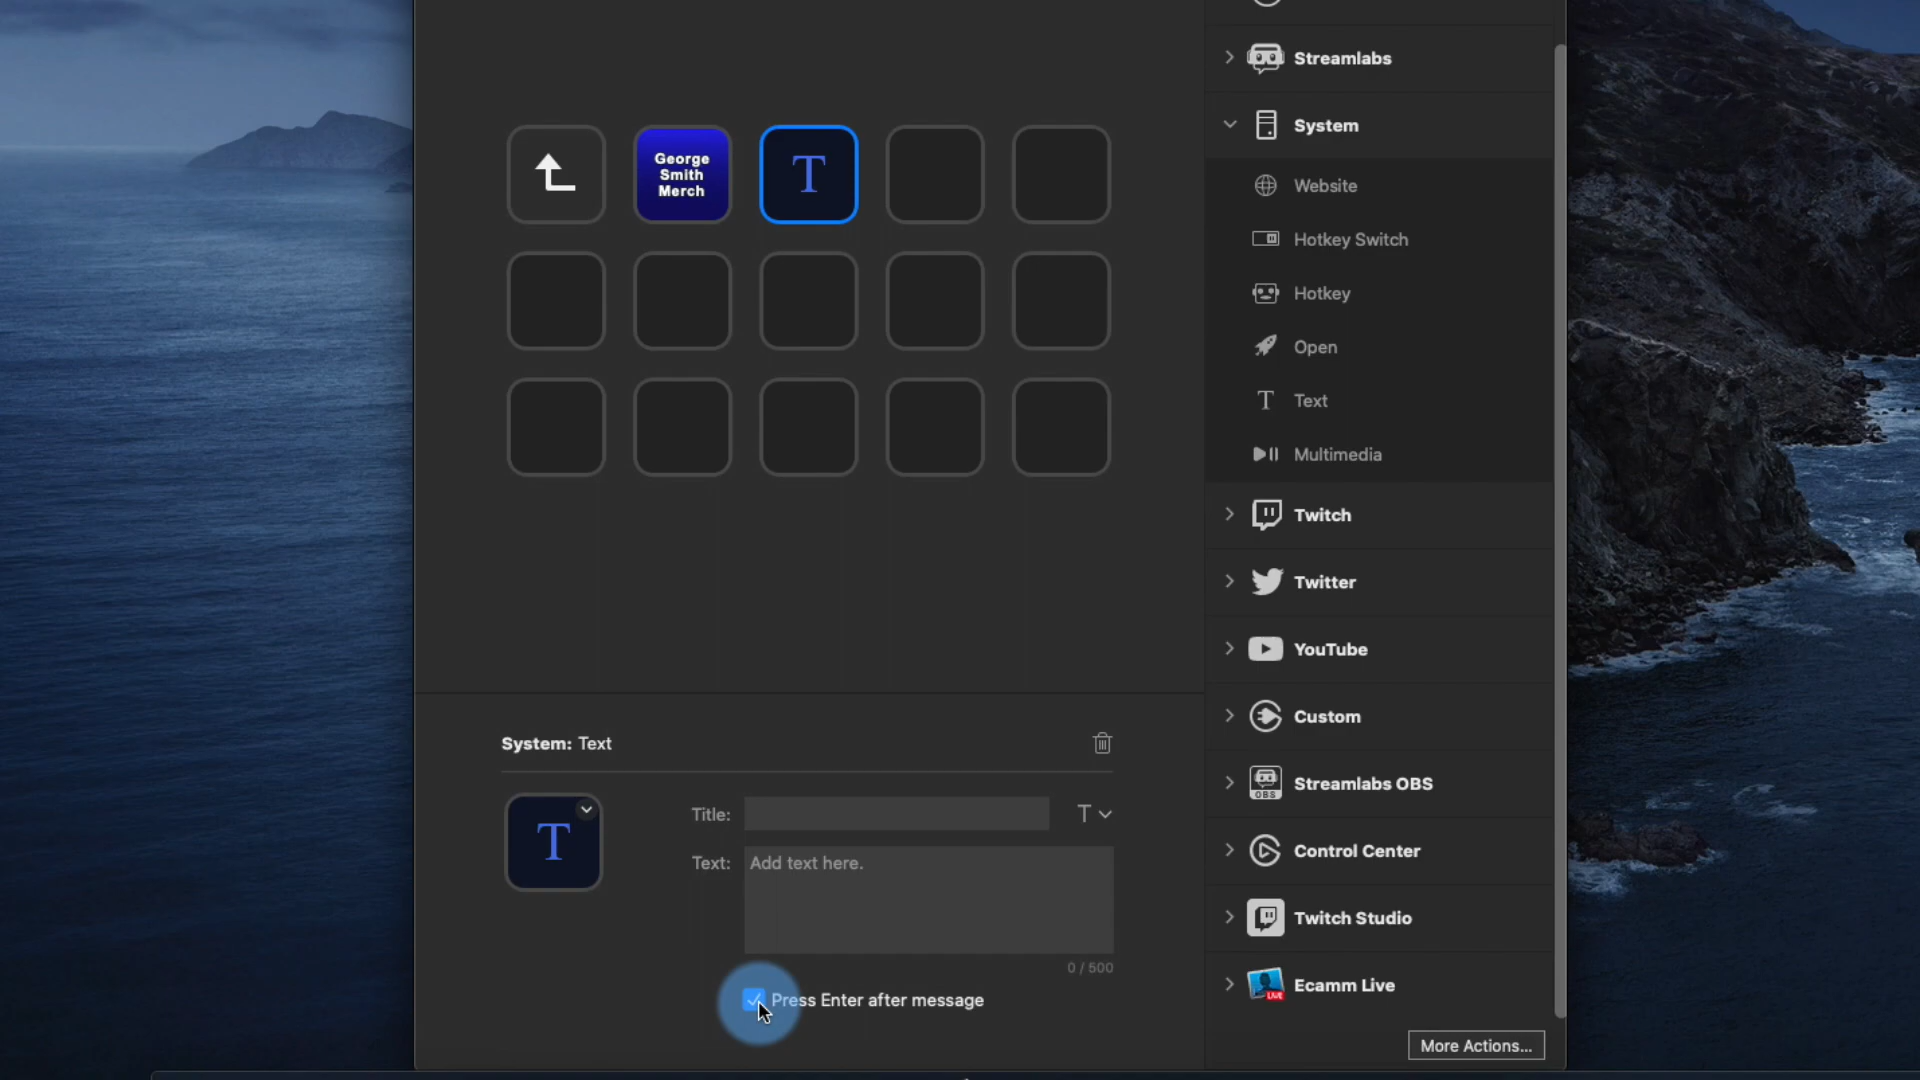 Streamlabs
System
George
Smith
Merch
T
Website
Hotkey Switch
Hotkey
Open
T Text
Multimedia
Twitch
Twitter
YouTube
Custom
OBS Streamlabs OBS
Control Center
Twitch Studio
LIVE Ecamm Live
More Actions...
System: Text
T
Title:
T
Text: Add text here.
0 / 500
Press Enter after message